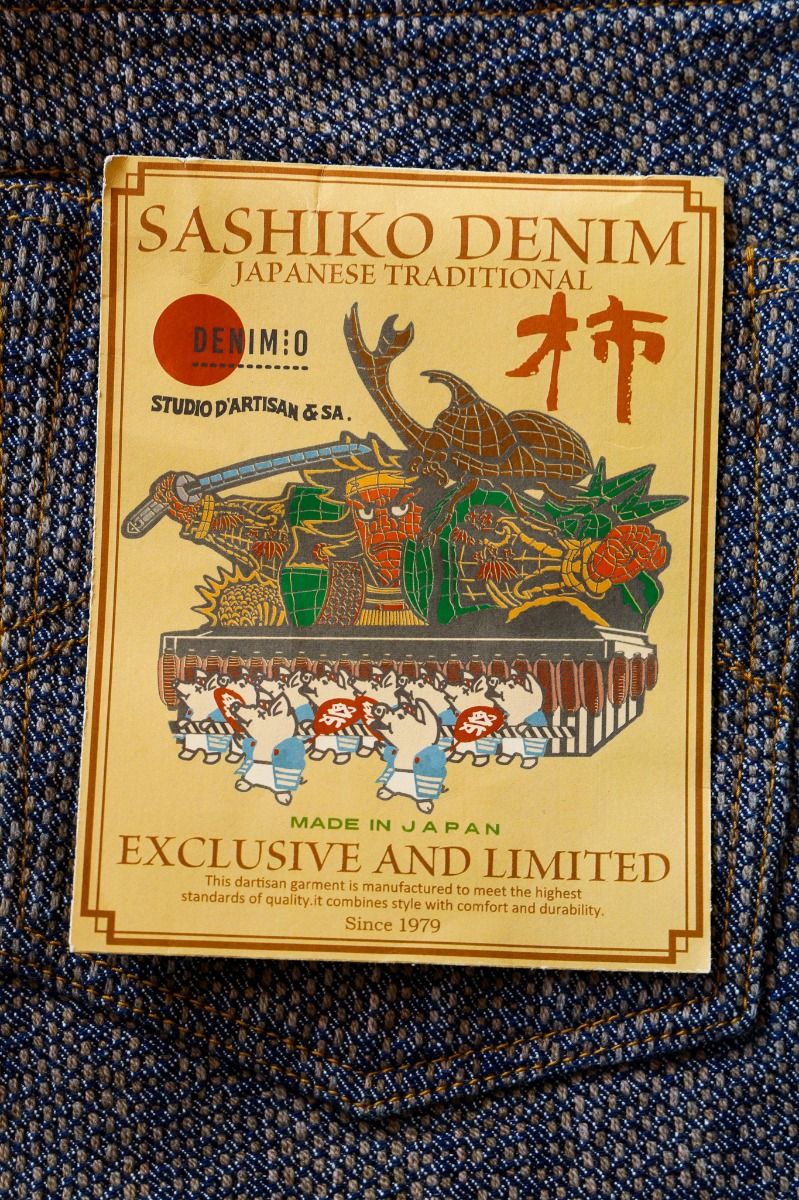 SASHIKO DENIM
JAPANESE TRADITIONAL
DENIMIO
柿
STUDIO D'ARTISAN & SA.
MADE IN JAPAN
EXCLUSIVE AND LIMITED
This dartisan garment is manufactured to meet the highest
standards of quality.it combines style with comfort and durability.
Since 1979